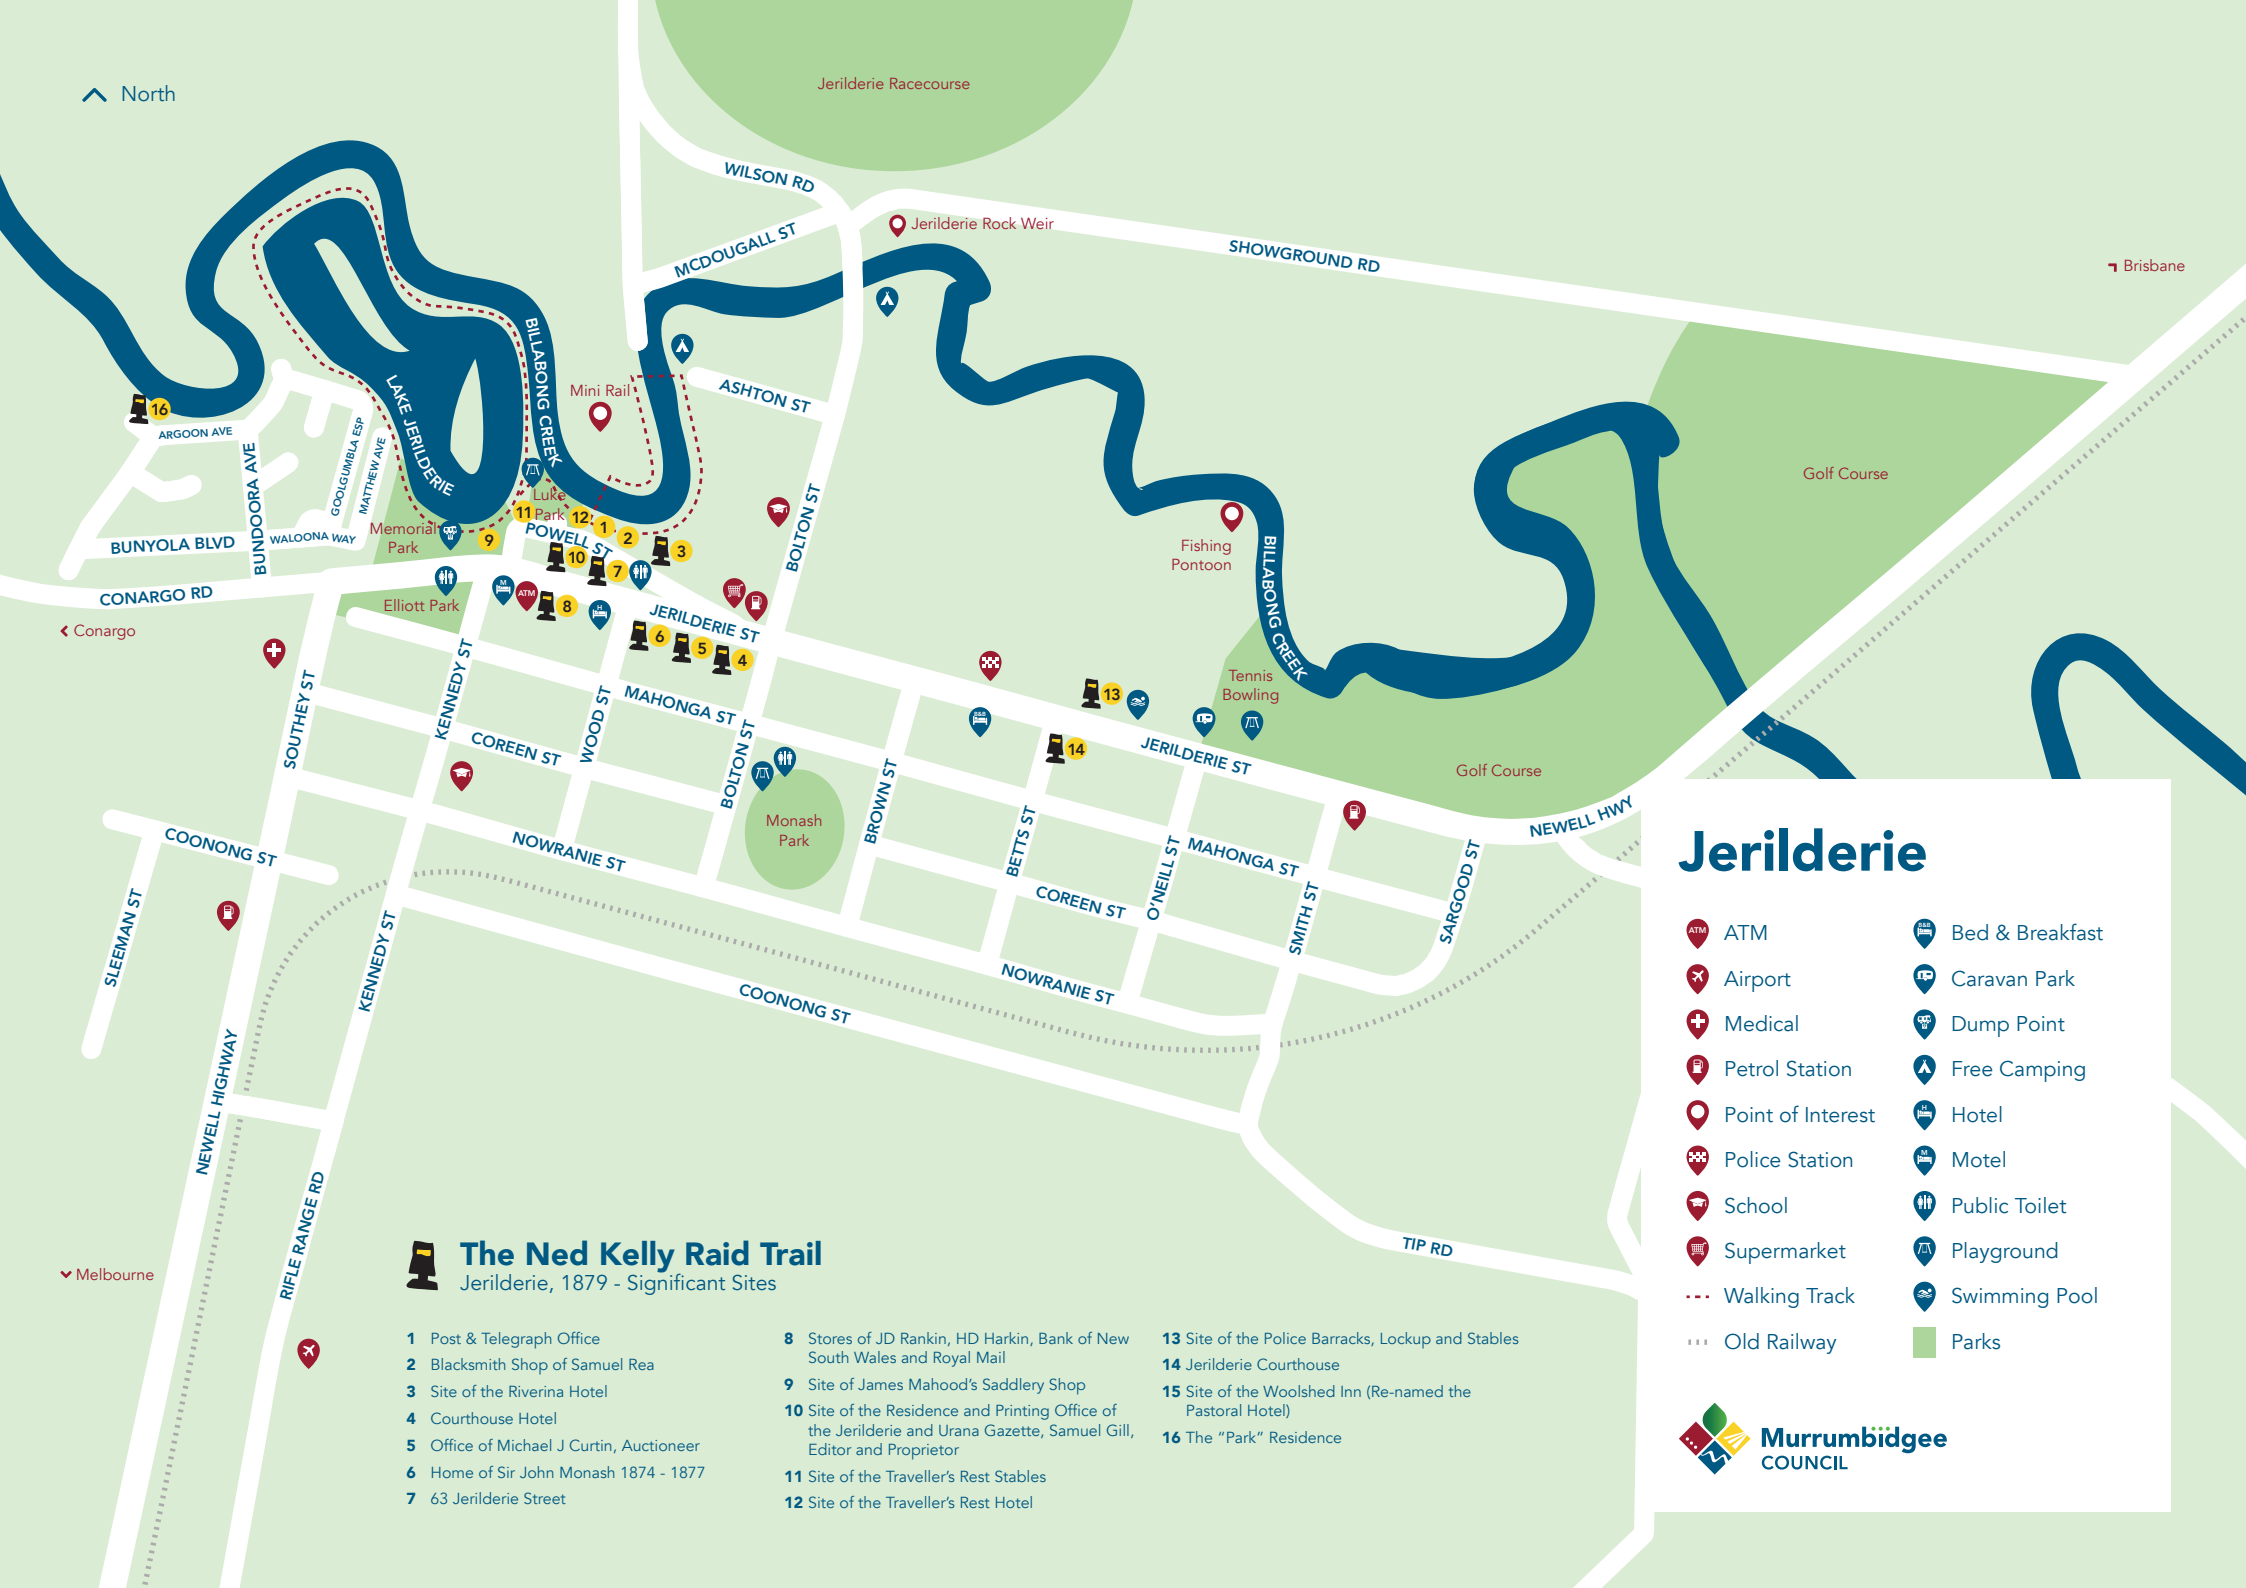 North
Jerilderie Racecourse
WILSON RD
MCDOUGALL ST
Jerilderie Rock Weir
SHOWGROUND RD
Brisbane
BILLABONG CREEK
LAKE JERILDERIE
Mini Rail
ASHTON ST
16
ARGOON AVE
BUNDOORA AVE
GOOLGUMBLA ESP
MATTHEW AVE
Golf Course
Luke
Park
11
12
1
2
3
Memorial
Park
9
POWELL ST
10
7
BOLTON ST
BUNYOLA BLVD
WALOONA WAY
Fishing
Pontoon
BILLABONG CREEK
CONARGO RD
Conargo
Elliott Park
M
ATM
8
H
JERILDERIE ST
6
5
4
SOUTHEY ST
KENNEDY ST
WOOD ST
MAHONGA ST
COREEN ST
BOLTON ST
B&B
13
14
Tennis
Bowling
JERILDERIE ST
Golf Course
NEWELL HWY
Monash
Park
BROWN ST
BETTS ST
O'NEILL ST
MAHONGA ST
COREEN ST
SMITH ST
SARGOOD ST
COONONG ST
SLEEMAN ST
NOWRANIE ST
KENNEDY ST
NOWRANIE ST
COONONG ST
NEWELL HIGHWAY
RIFLE RANGE RD
TIP RD
Melbourne
The Ned Kelly Raid Trail
Jerilderie, 1879 - Significant Sites
1 Post & Telegraph Office
2 Blacksmith Shop of Samuel Rea
3 Site of the Riverina Hotel
4 Courthouse Hotel
5 Office of Michael J Curtin, Auctioneer
6 Home of Sir John Monash 1874 - 1877
7 63 Jerilderie Street
8 Stores of JD Rankin, HD Harkin, Bank of New
South Wales and Royal Mail
9 Site of James Mahood's Saddlery Shop
10 Site of the Residence and Printing Office of
the Jerilderie and Urana Gazette, Samuel Gill,
Editor and Proprietor
11 Site of the Traveller's Rest Stables
12 Site of the Traveller's Rest Hotel
13 Site of the Police Barracks, Lockup and Stables
14 Jerilderie Courthouse
15 Site of the Woolshed Inn (Re-named the
Pastoral Hotel)
16 The "Park" Residence
Jerilderie
ATM ATM
Airport
Medical
Petrol Station
Point of Interest
Police Station
School
Supermarket
Walking Track
Old Railway
B&B Bed & Breakfast
Caravan Park
Dump Point
Free Camping
H Hotel
M Motel
Public Toilet
Playground
Swimming Pool
Parks
Murrumbidgee
COUNCIL